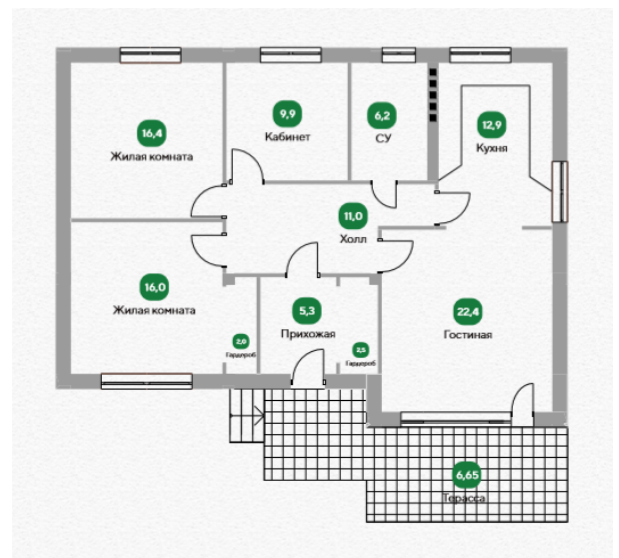 16,4
Жилая комната
9,9
Кабинет
6,2
СУ
12,9
Кухня
11,0
Холл
16,0
Жилая комната
2,0
Гардероб
5,3
Прихожая
2,5
Гардероб
22,4
Гостиная
6,65
Терасса